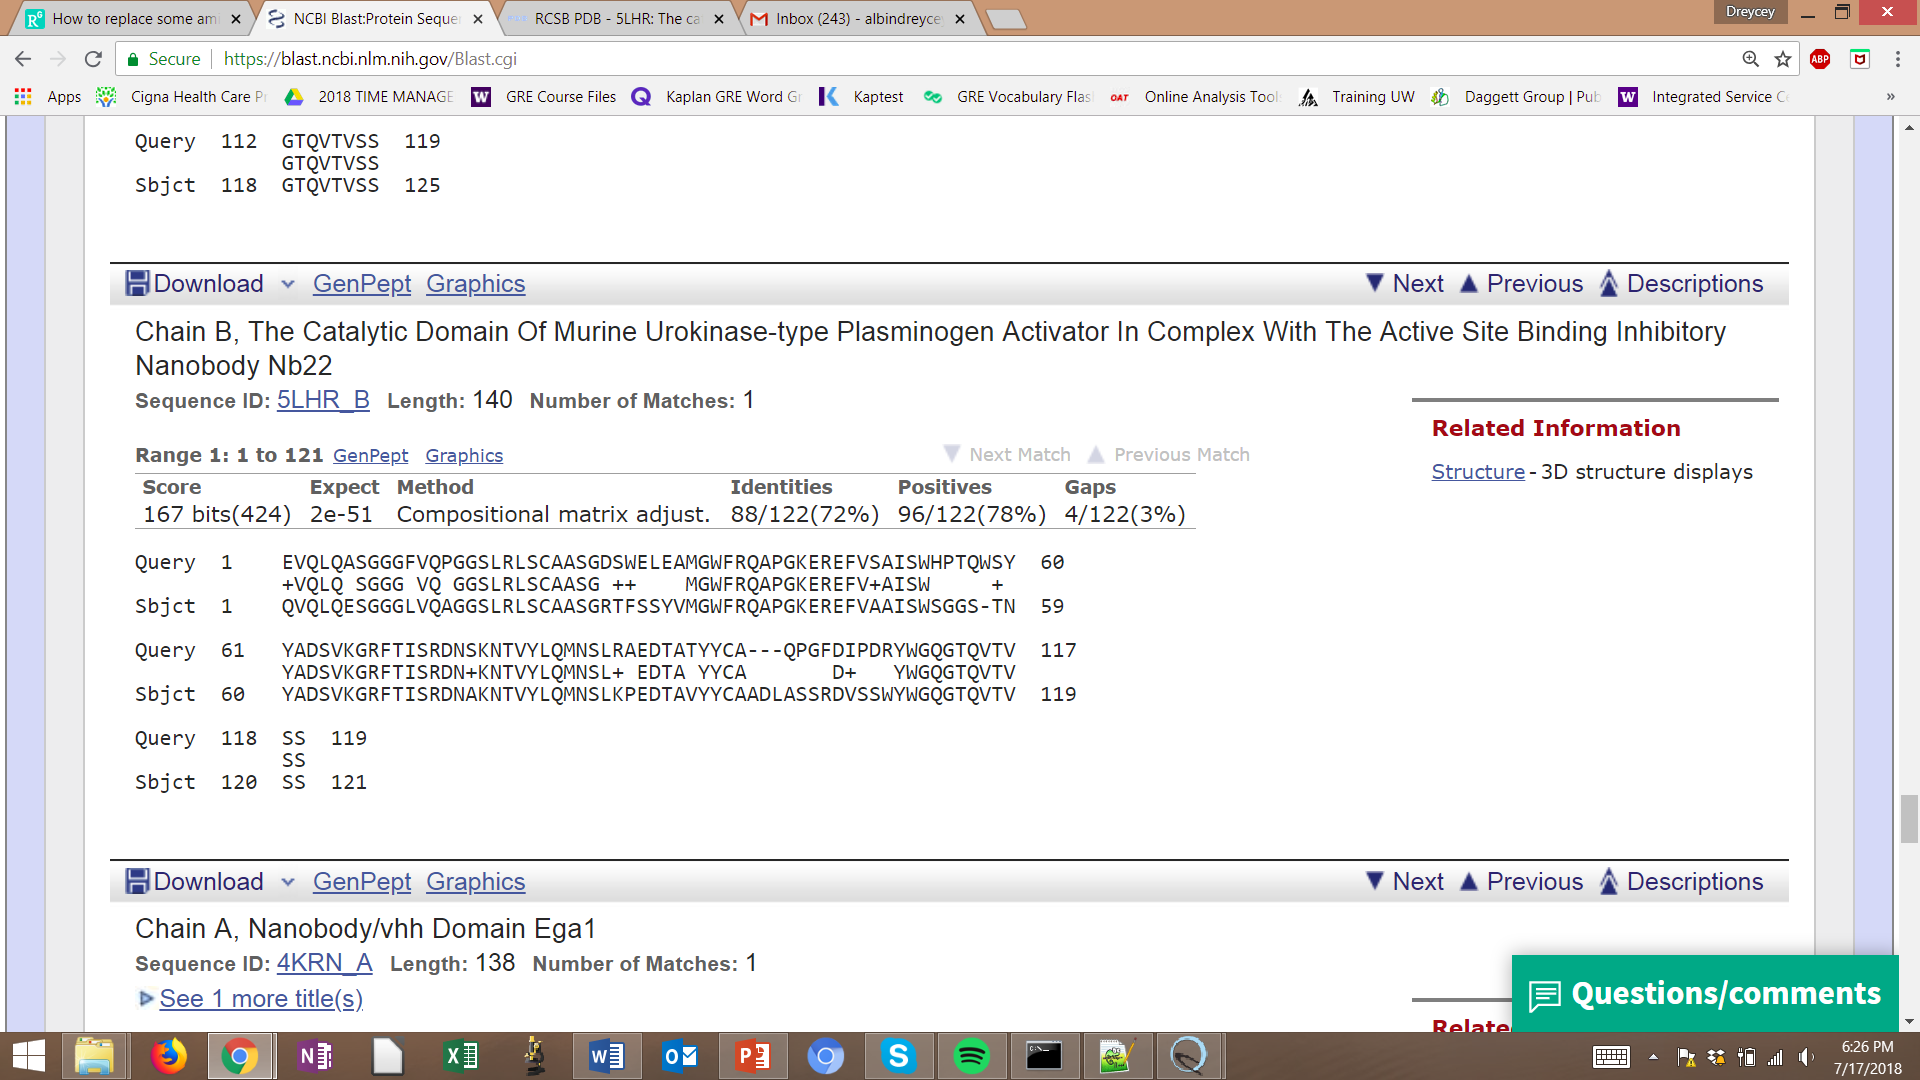 How to replace some ami
NCBI Blast:Protein Seque
RCSB PDB - 5LHR: The ca
Inbox (243) - albindreyce
Dreycey
Secure https://blast.ncbi.nlm.nih.gov/Blast.cgi
ABP
Apps Cigna Health Care P 2018 TIME MANAGE W GRE Course Files Q Kaplan GRE Word G Kaptest GRE Vocabulary Flas OAT Online Analysis Tool Training UW Daggett Group | Pub W Integrated Service C »
Query 112 GTQVTVSS 119
GTQVTVSS
Sbjct 118 GTQVTVSS 125
Download GenPept Graphics Next Previous Descriptions
Chain B, The Catalytic Domain Of Murine Urokinase-type Plasminogen Activator In Complex With The Active Site Binding Inhibitory
Nanobody Nb22
Sequence ID: 5LHR_B Length: 140 Number of Matches: 1
Related Information
Structure - 3D structure displays
Range 1: 1 to 121 GenPept Graphics Next Match Previous Match
Score Expect Method Identities Positives Gaps
167 bits(424) 2e-51 Compositional matrix adjust. 88/122(72%) 96/122(78%) 4/122(3%)
Query 1 EVQLQASGGGFVQPGGSLRLSCAASGDSWELEAMGWFRQAPGKEREFVSAISWHPTQWSY 60
+VQLQ SGGG VQ GGSLRLSCAASG ++    MGWFRQAPGKEREFV+AISW     +
Sbjct 1 QVQLQESGGGLVQAGGSLRLSCAASGRTFSSYVMGWFRQAPGKEREFVAAISWSGGS-TN 59
Query 61 YADSVKGRFTISRDNSKNTVYLQMNSLRAEDTATYYCA---QPGFDIPDRYWGQGTQVTV 117
YADSVKGRFTISRDN+KNTVYLQMNSL+ EDTA YYCA       D+   YWGQGTQVTV
Sbjct 60 YADSVKGRFTISRDNAKNTVYLQMNSLKPEDTAVYYCAADLASSRDVSSWYWGQGTQVTV 119
Query 118 SS 119
SS
Sbjct 120 SS 121
Download GenPept Graphics Next Previous Descriptions
Chain A, Nanobody/vhh Domain Ega1
Sequence ID: 4KRN_A Length: 138 Number of Matches: 1
See 1 more title(s)
Questions/comments
Relate
6:26 PM
7/17/2018